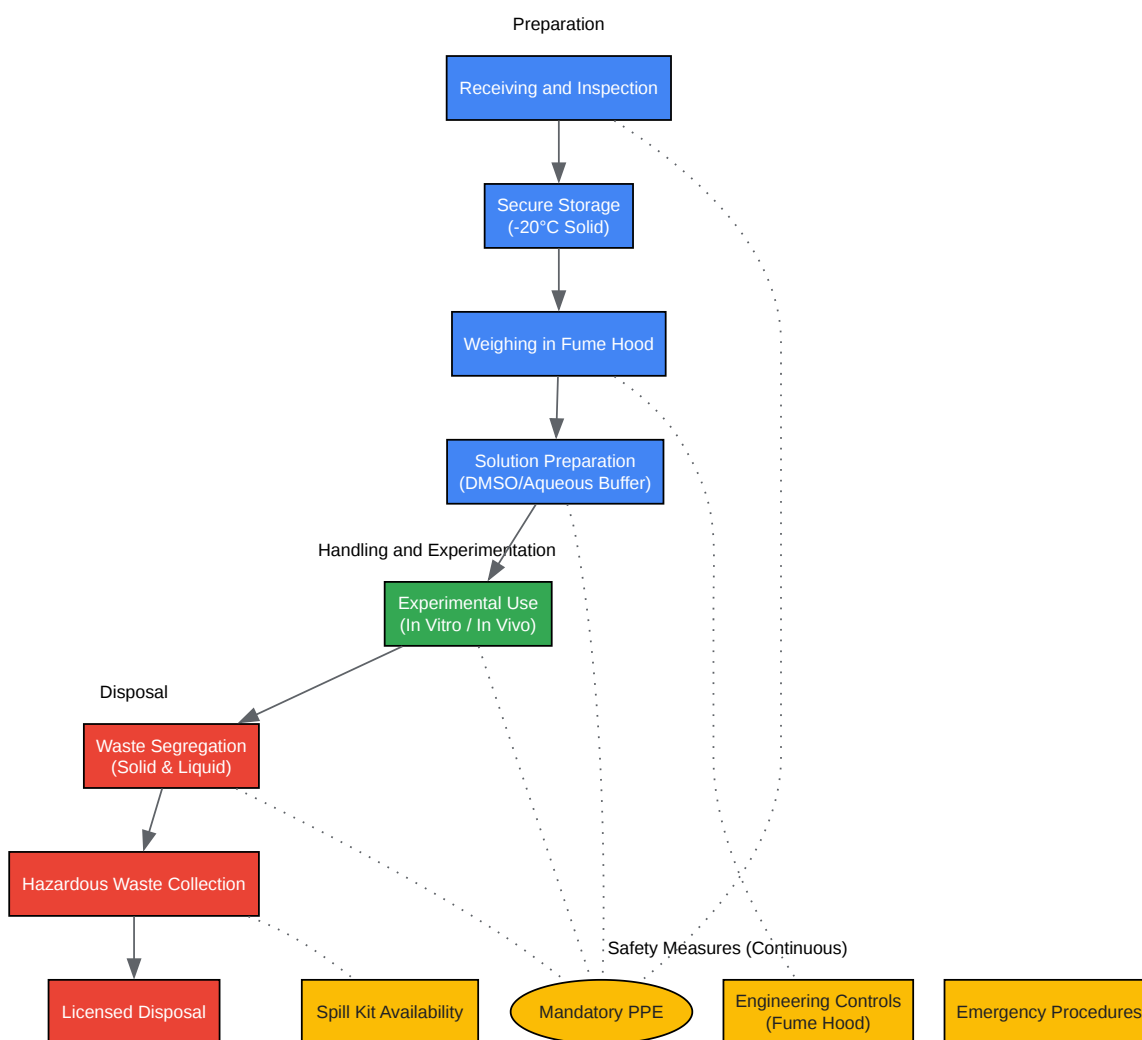 Preparation
Receiving and Inspection
Secure Storage
(-20°C Solid)
Weighing in Fume Hood
Solution Preparation
(DMSO/Aqueous Buffer)
Handling and Experimentation
Experimental Use
(In Vitro / In Vivo)
Disposal
Waste Segregation
(Solid & Liquid)
Hazardous Waste Collection
Safety Measures (Continuous)
Licensed Disposal
Spill Kit Availability
Mandatory PPE
Engineering Controls
(Fume Hood)
Emergency Procedures